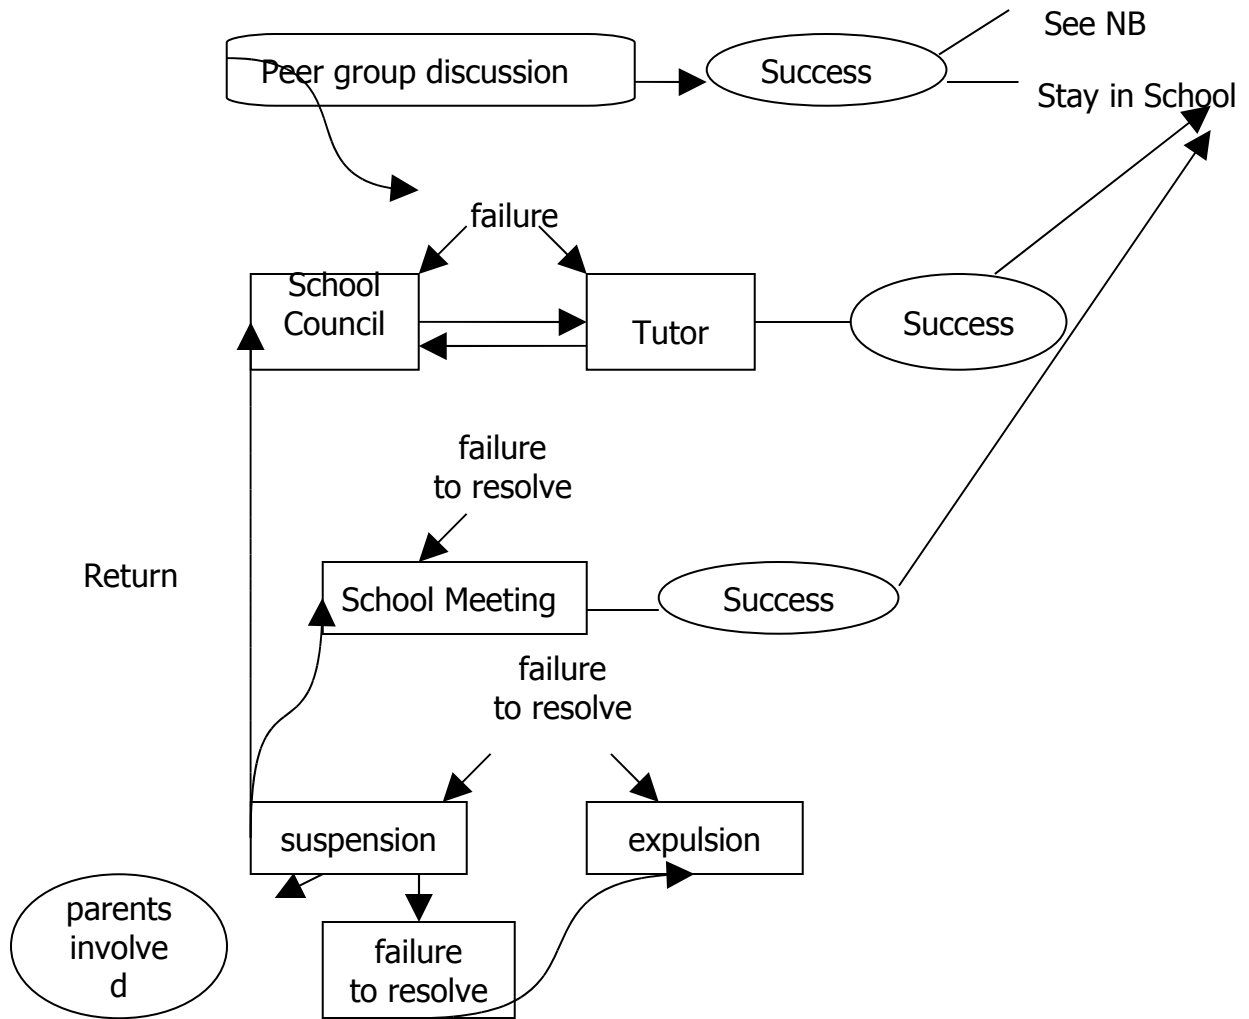 See NB
Peer group discussion
Success
Stay in School
failure
School
Council
Tutor
Success
failure
to resolve
Return
School Meeting
Success
failure
to resolve
suspension
expulsion
parents
involve
d
failure
to resolve